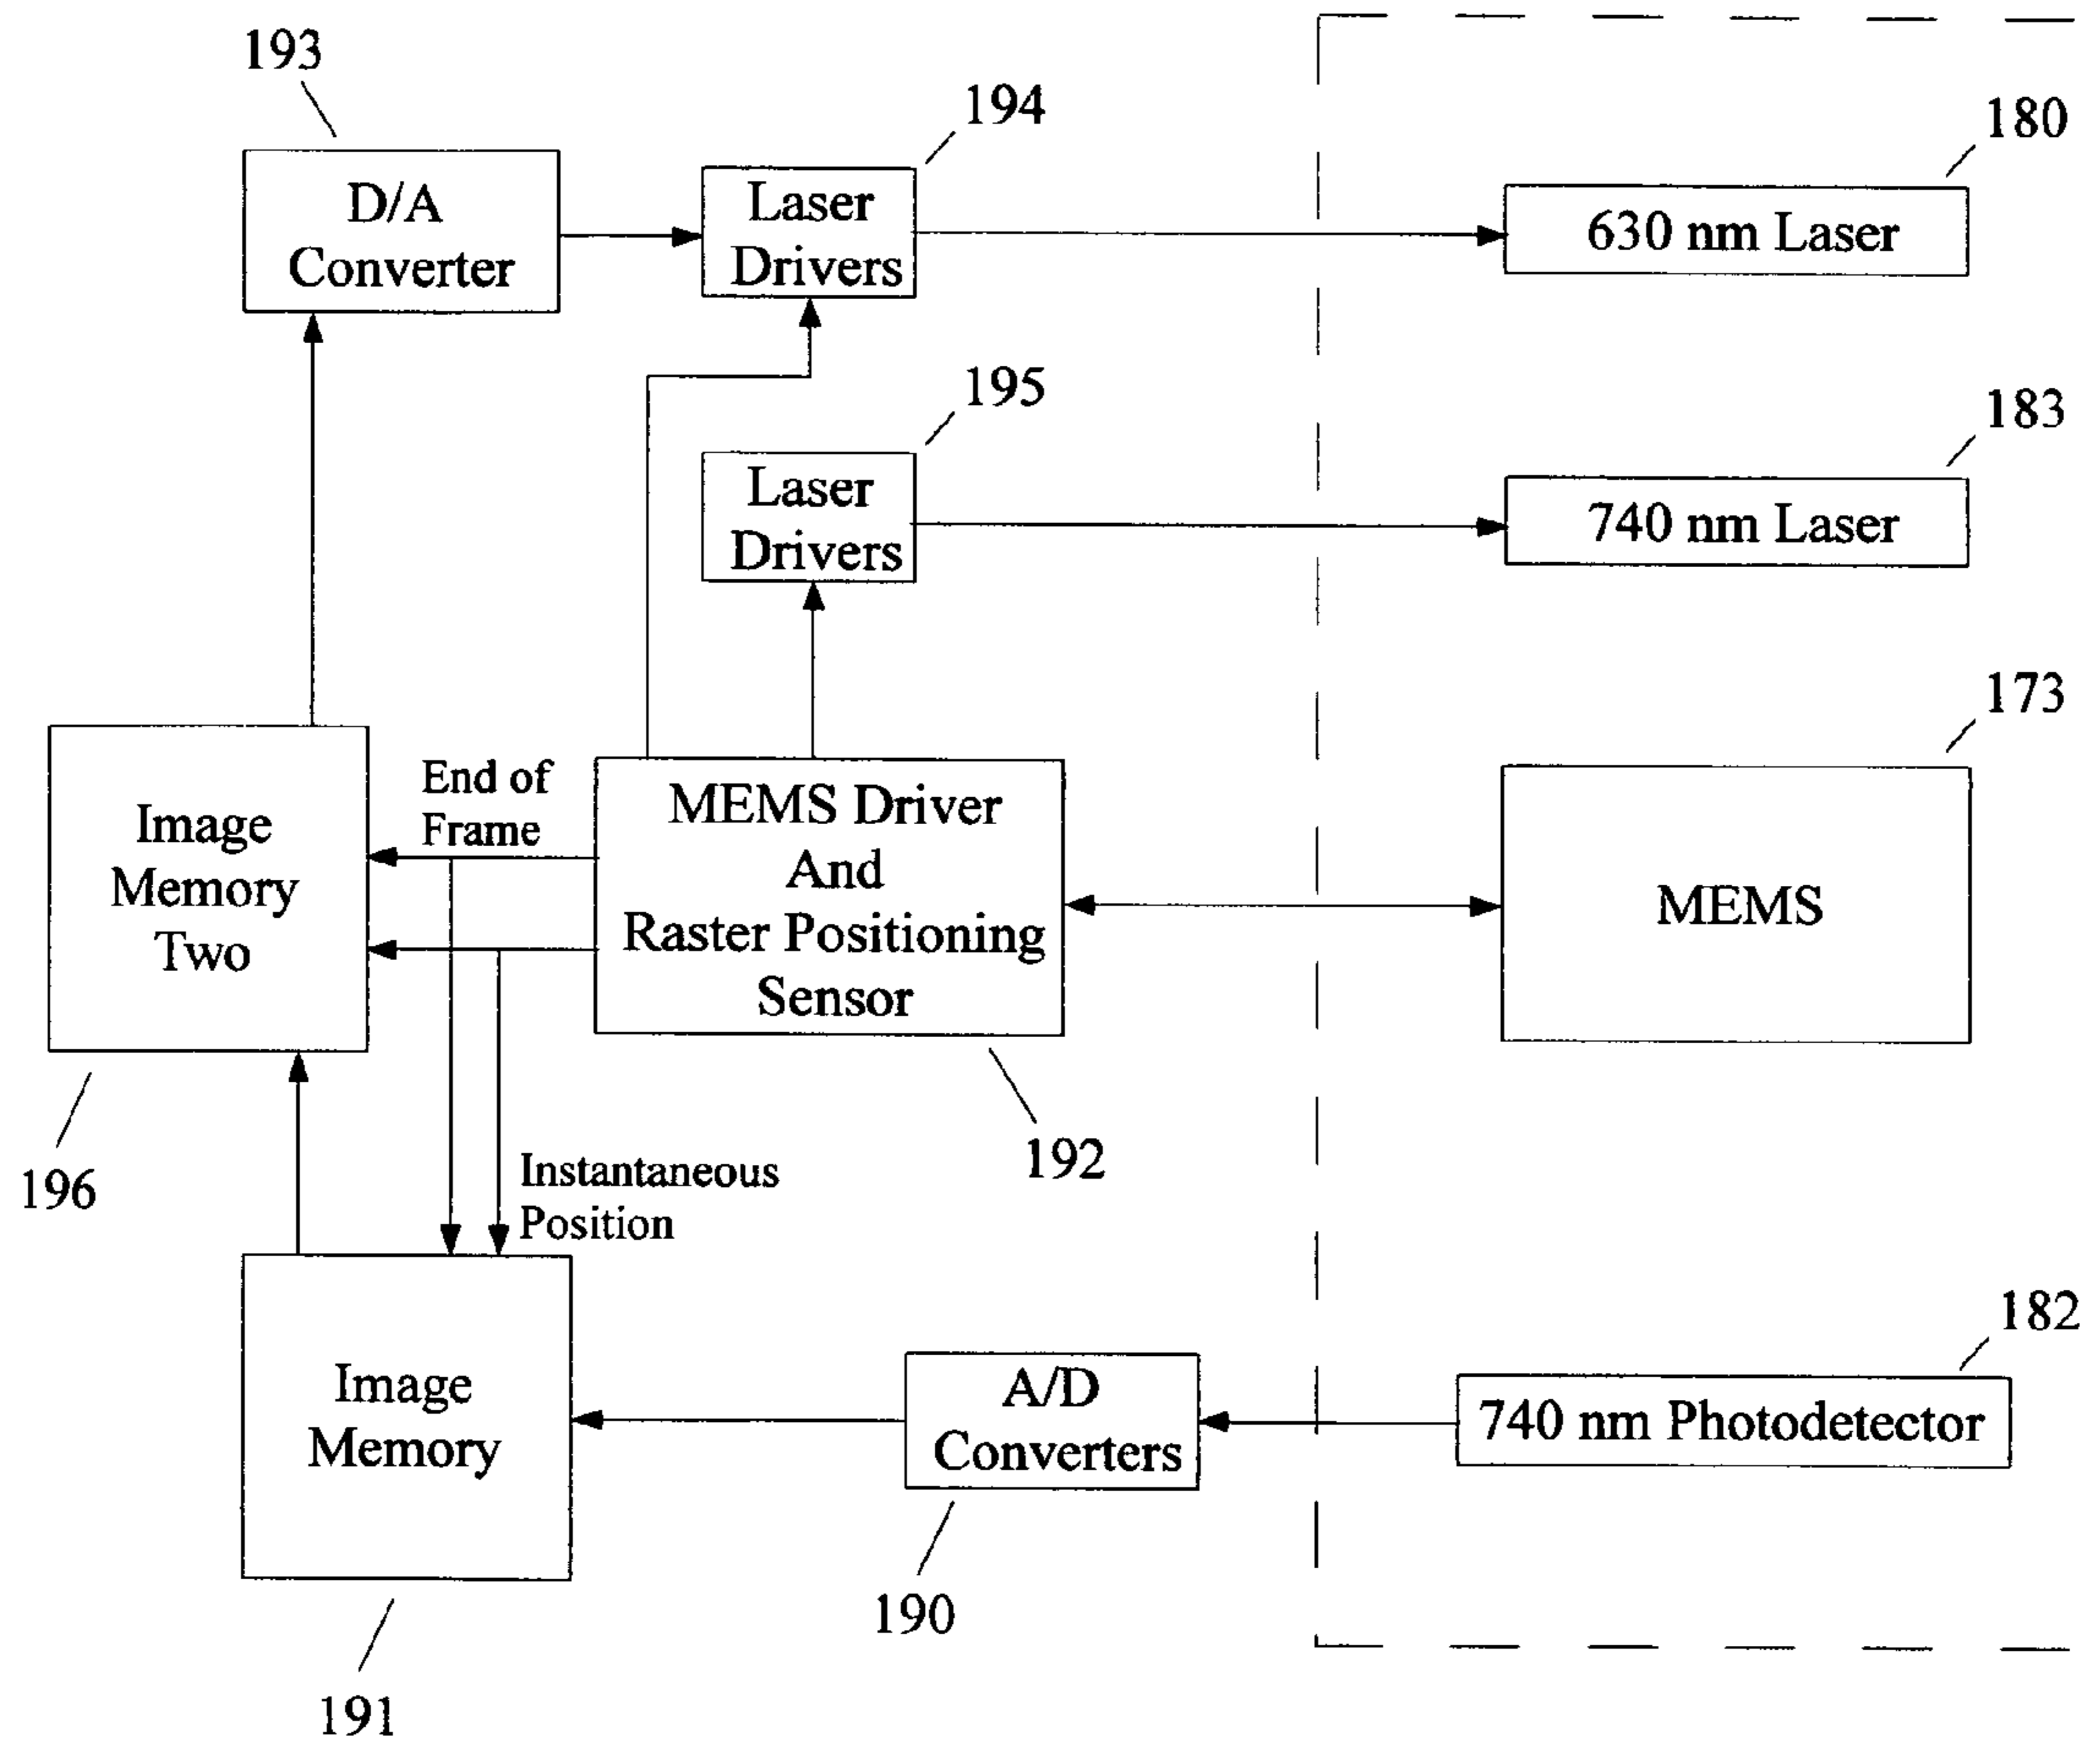 193
194
180
D/A
Converter
Laser
Drivers
630 nm Laser
195
183
Laser
Drivers
740 nm Laser
173
End of
Frame
MEMS Driver
And
Raster Positioning
Sensor
Image
Memory
Two
MEMS
192
196
Instantaneous
Position
182
Image
Memory
A/D
Converters
740 nm Photodetector
190
191